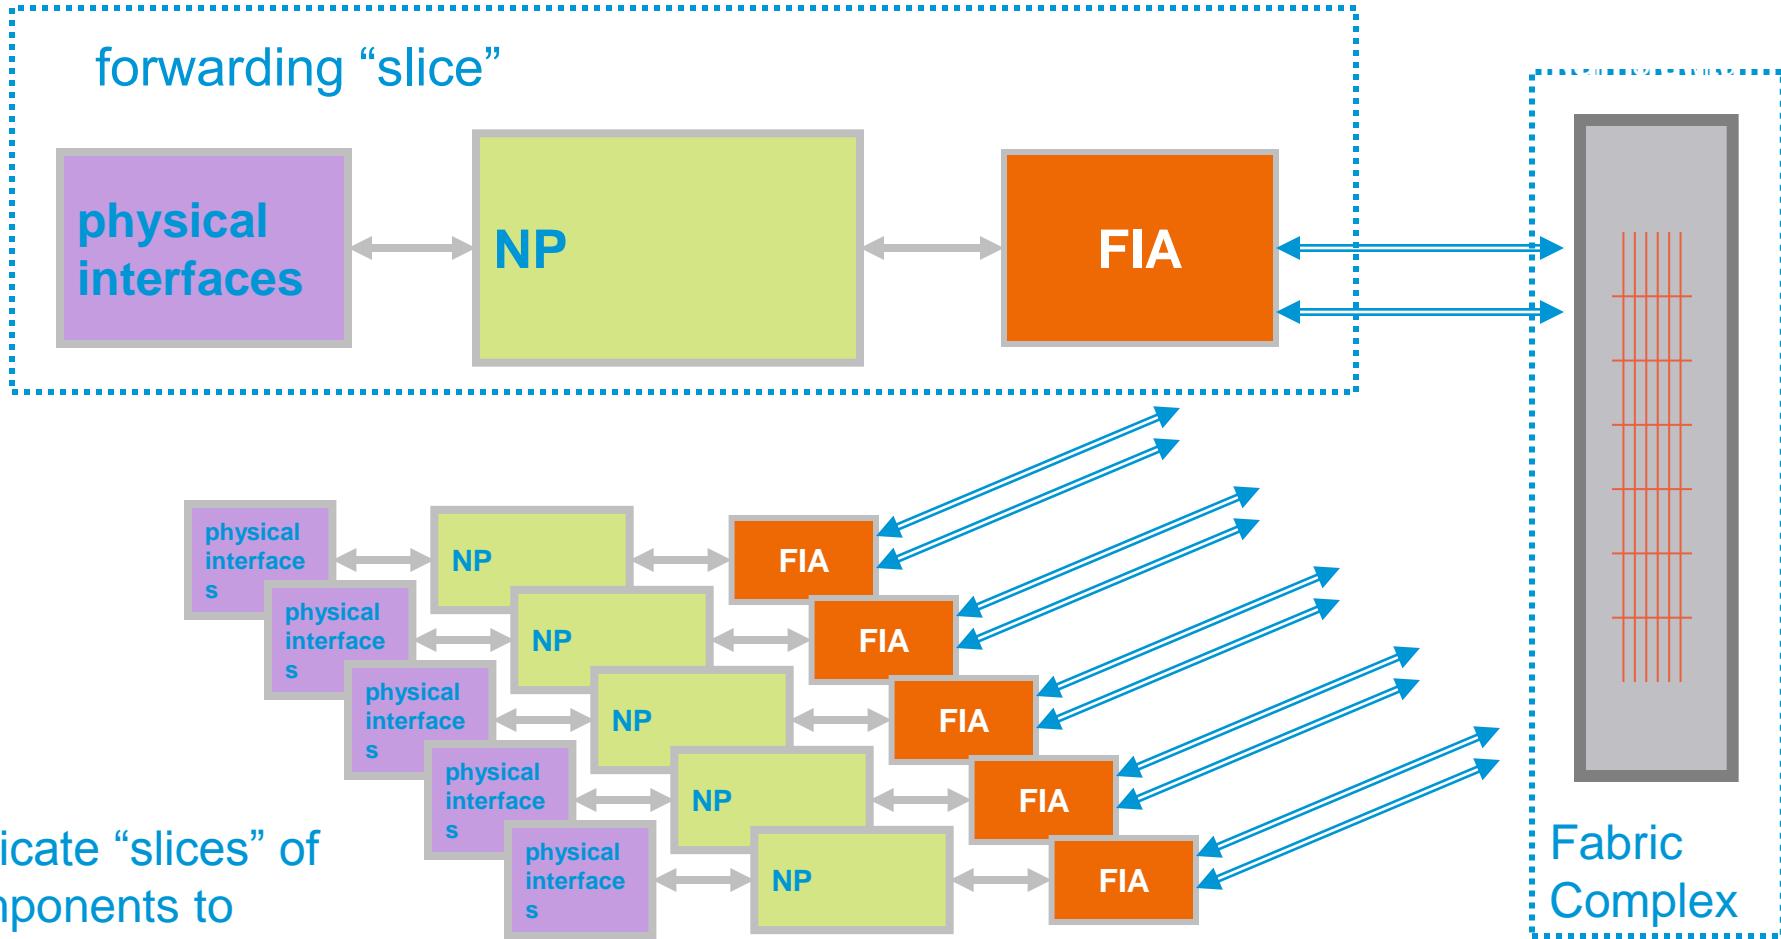 forwarding “slice”
physical
interfaces
NP
FIA
physical
interface
s
NP
FIA
physical
interface
s
NP
FIA
physical
interface
s
NP
FIA
physical
interface
s
NP
FIA
physical
interface
s
NP
FIA
icate “slices” of
ponents to
Fabric
Complex